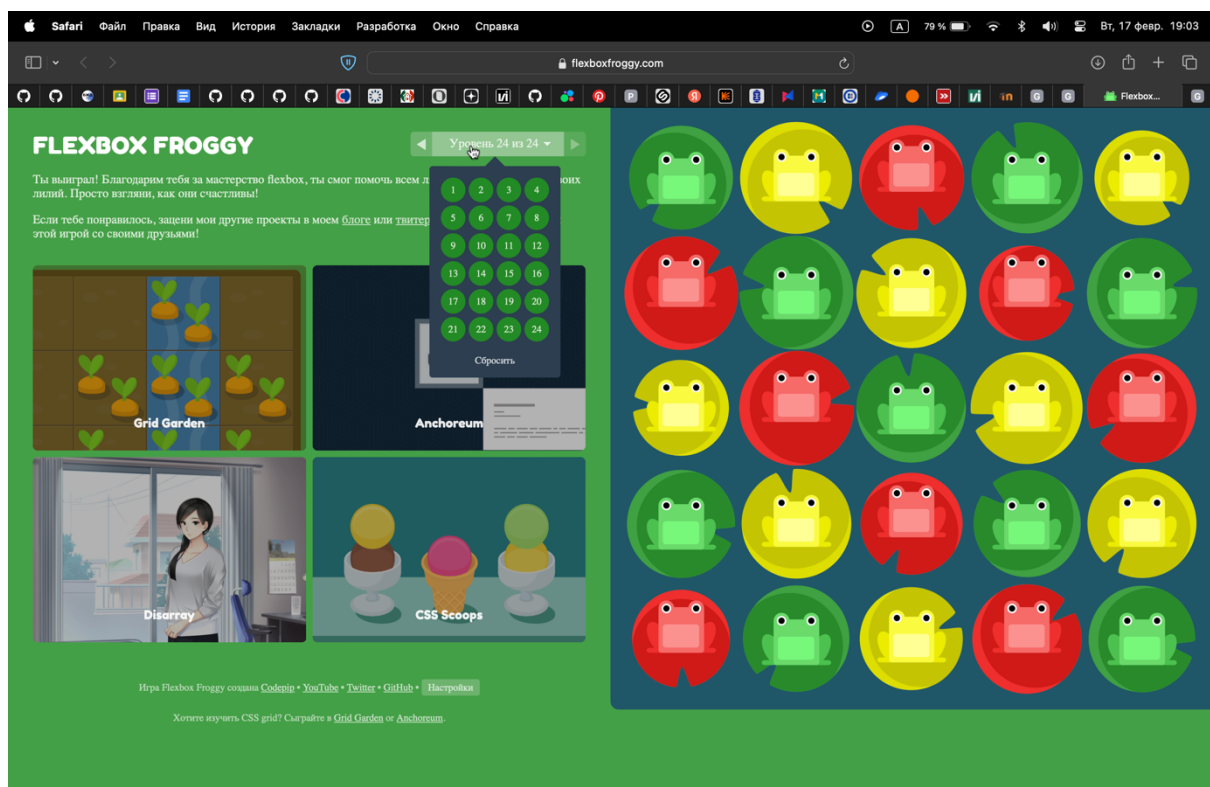 Safari Файл Правка Вид История Закладки Разработка Окно Справка
A 79 % Вт, 17 февр. 19:03
flexboxfroggy.com
Flexbox...
FLEXBOX FROGGY
Уровень 24 из 24
Ты выиграл! Благодарим тебя за мастерство flexbox, ты смог помочь всем
лилий. Просто взгляни, как они счастливы!
Если тебе понравилось, зацени мои другие проекты в моем блоге или
этой игрой со своими друзьями!
1 2 3 4
5 6 7 8
9 10 11 12
13 14 15 16
17 18 19 20
21 22 23 24
Сбросить
Grid Garden
Anchoreum
Disarray
CSS Scoops
Игра Flexbox Froggy создана Codepip • YouTube • Twitter • GitHub • Настройки
Хотите изучить CSS grid? Сыграйте в Grid Garden or Anchoreum.